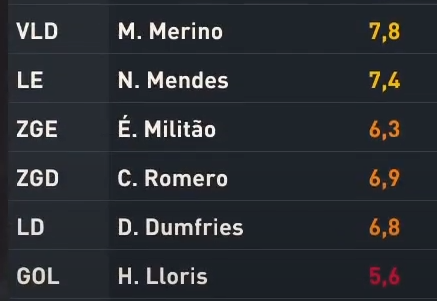 VLD M. Merino 7,8
LE N. Mendes 7,4
ZGE É. Militão 6,3
ZGD C. Romero 6,9
LD D. Dumfries 6,8
GOL H. Lloris 5,6